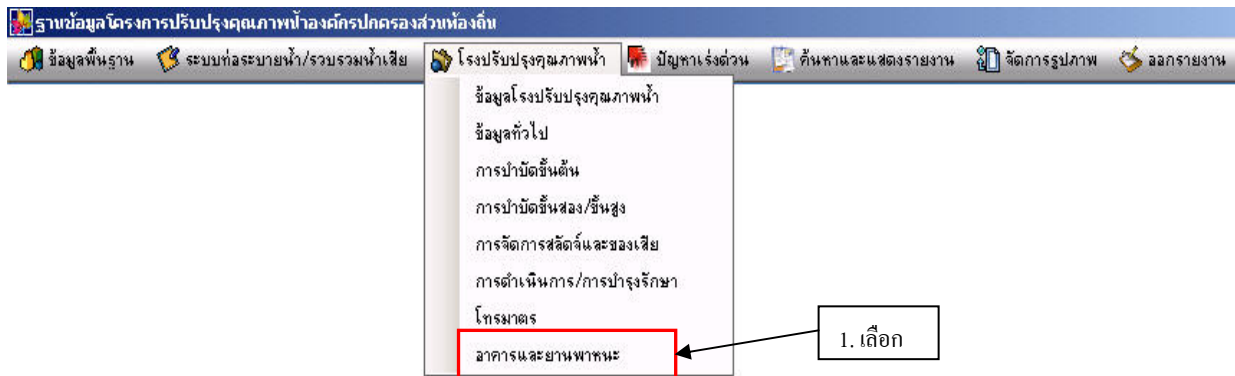 ฐานข้อมูลโครงการปรับปรุงคุณภาพน้ำองค์กรปกครองส่วนท้องถิ่น
ข้อมูลพื้นฐาน ระบบท่อระบายน้ำ/รวบรวมน้ำเสีย โรงปรับปรุงคุณภาพน้ำ ปัญหาเร่งด่วน ค้นหาและแสดงรายงาน จัดการรูปภาพ ออกรายงาน
ข้อมูลโรงปรับปรุงคุณภาพน้ำ
ข้อมูลทั่วไป
การบำบัดขั้นต้น
การบำบัดขั้นสอง/ขั้นสูง
การจัดการสลัดจ์และของเสีย
การดำเนินการ/การบำรุงรักษา
โทรมาตร
อาคารและยานพาหนะ
1. เลือก